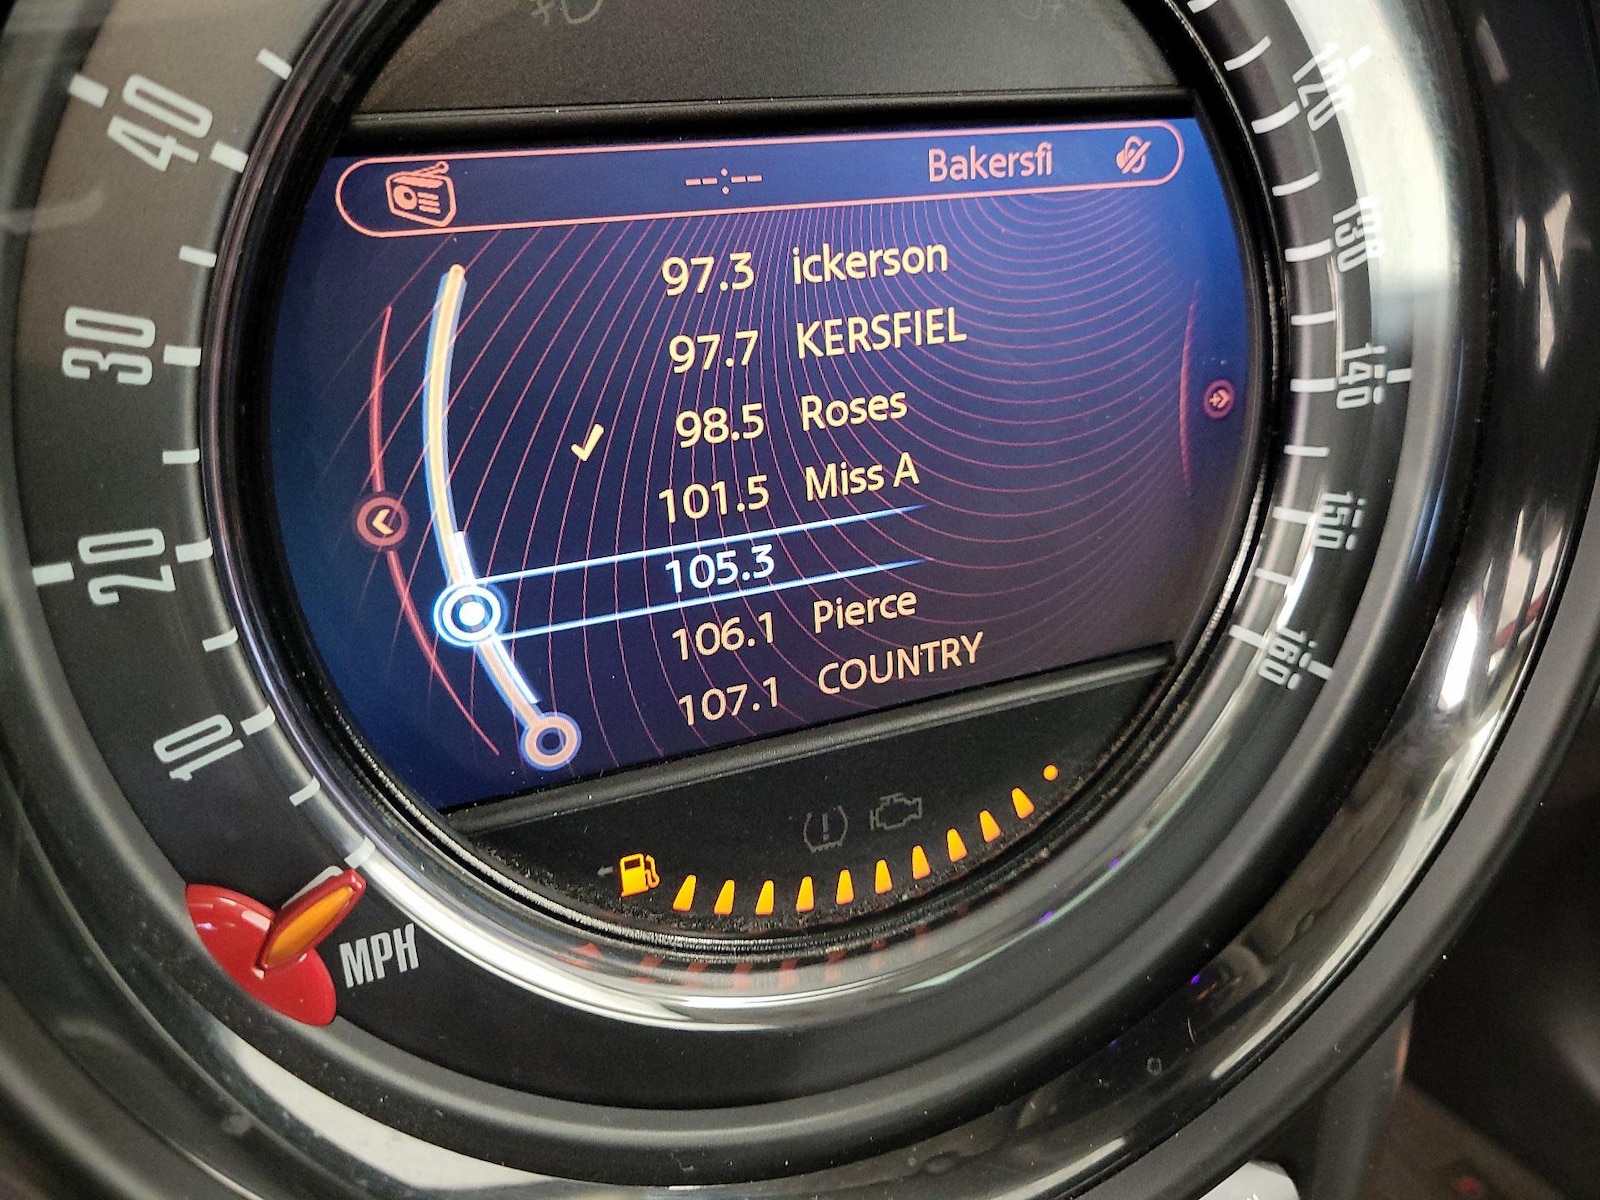 --:-- Bakersfi
97.3 ickerson
97.7 KERSFIEL
98.5 Roses
101.5 Miss A
105.3
106.1 Pierce
107.1 COUNTRY
40
30
20
10
MPH
120
130
140
150
160